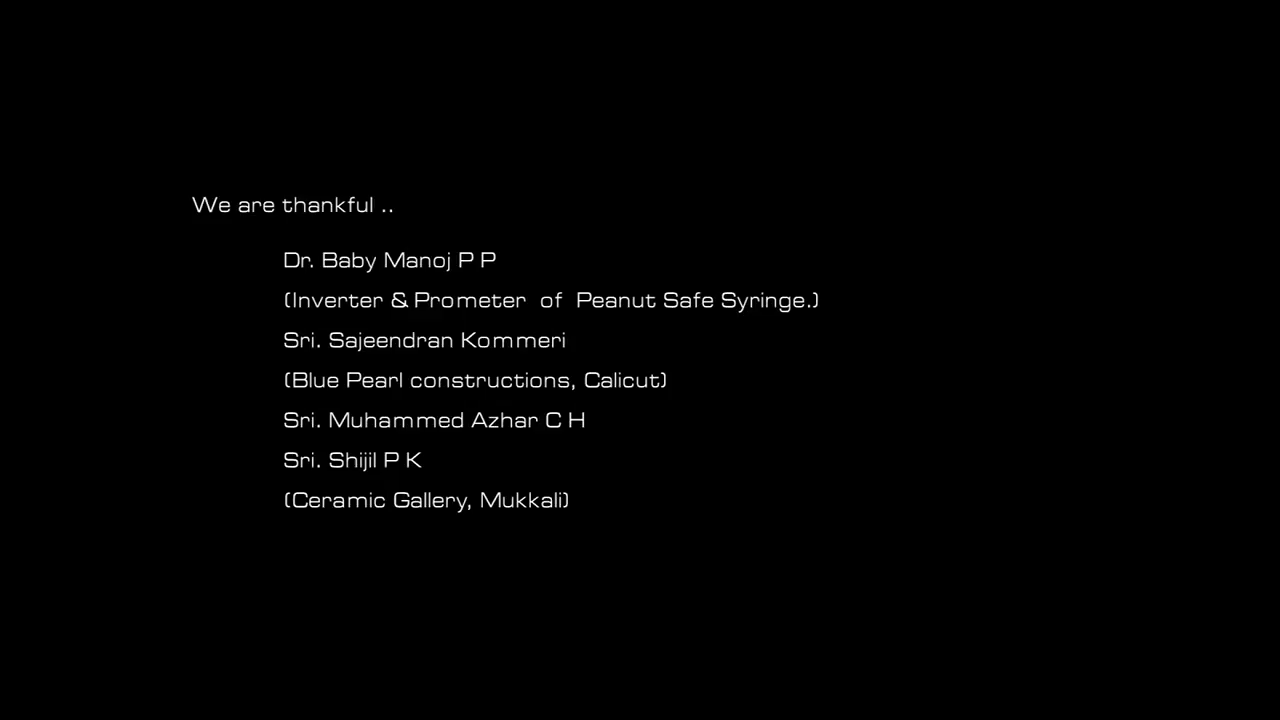 We are thankful ..
Dr. Baby Manoj P P
(Inverter & Prometer of Peanut Safe Syringe.)
Sri. Sajeendran Kommeri
(Blue Pearl constructions, Calicut)
Sri. Muhammed Azhar C H
Sri. Shijil P K
(Ceramic Gallery, Mukkali)